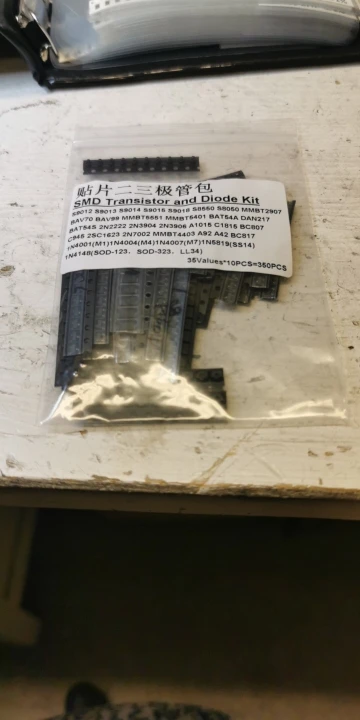 贴片二三极管包
SMD Transistor and Diode Kit
S9012 S9013 S9014 S9015 S9018 S8550 S8050 MMBT2907
BAV70 BAV99 MMBT5551 MMBT5401 BAT54A DAN217
BAT54S 2N2222 2N3904 2N3906 A1015 C1815 BC807
C945 2SC1623 2N7002 MMBT4403 A92 A42 BC817
1N4001(M1)1N4004(M4)1N4007(M7)1N5819(SS14)
1N4148(SOD-123、SOD-323、LL34)
35Values*10PCS=350PCS